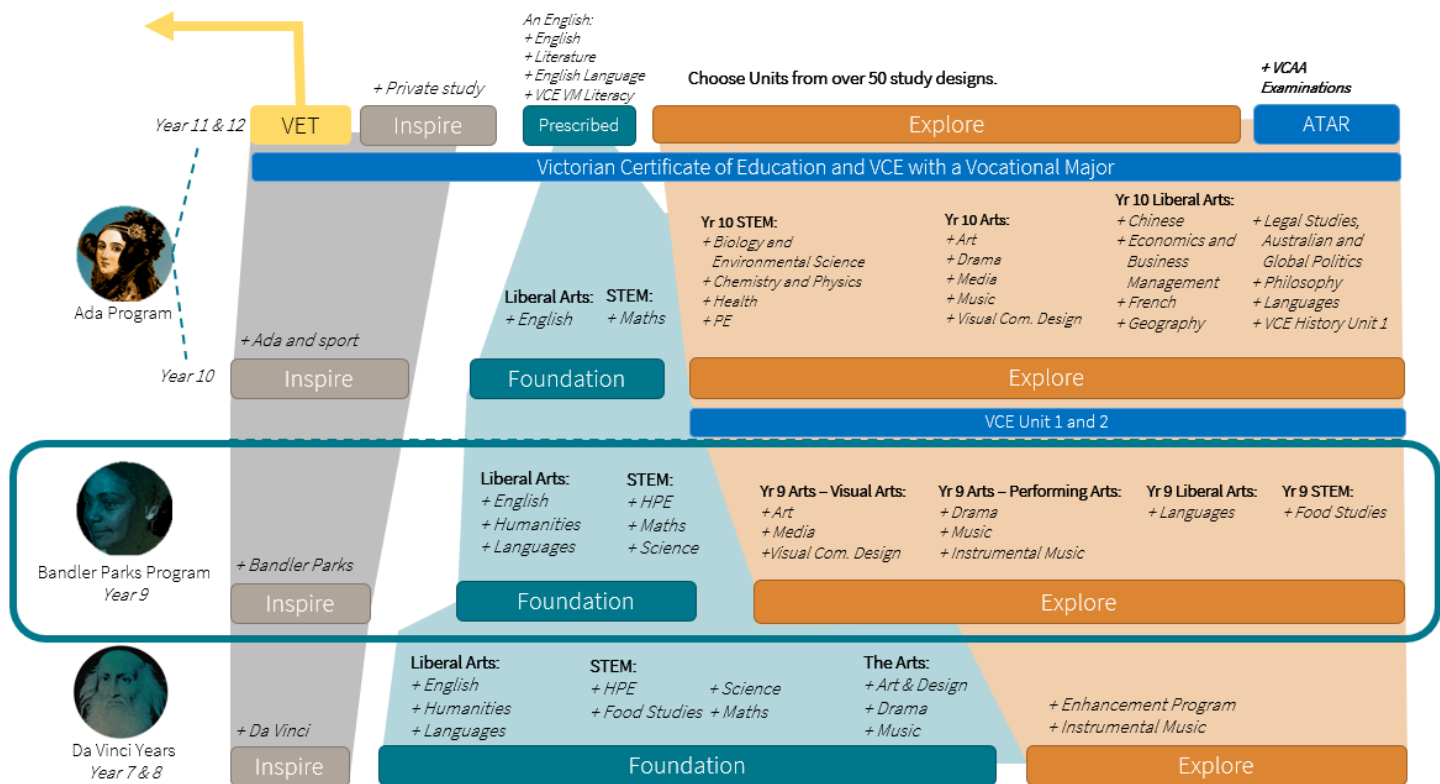 An English:
+ English
+ Literature
+ English Language
+ VCE VM Literacy
+ Private study
Choose Units from over 50 study designs.
+ VCAA
Examinations
Year 11 & 12
VET
Inspire
Prescribed
Explore
ATAR
Victorian Certificate of Education and VCE with a Vocational Major
Ada Program
Year 10
+ Ada and sport
Inspire
Liberal Arts:
+ English
STEM:
+ Maths
Foundation
Yr 10 STEM:
+ Biology and
Environmental Science
+ Chemistry and Physics
+ Health
+ PE
Yr 10 Arts:
+ Art
+ Drama
+ Media
+ Music
+ Visual Com. Design
Yr 10 Liberal Arts:
+ Chinese
+ Economics and
Business
Management
+ French
+ Geography
+ Legal Studies,
Australian and
Global Politics
+ Philosophy
+ Languages
+ VCE History Unit 1
Explore
VCE Unit 1 and 2
Bandler Parks Program
Year 9
+ Bandler Parks
Inspire
Liberal Arts:
+ English
+ Humanities
+ Languages
STEM:
+ HPE
+ Maths
+ Science
Foundation
Yr 9 Arts – Visual Arts:
+ Art
+ Media
+Visual Com. Design
Yr 9 Arts – Performing Arts:
+ Drama
+ Music
+ Instrumental Music
Yr 9 Liberal Arts:
+ Languages
Yr 9 STEM:
+ Food Studies
Explore
Da Vinci Years
Year 7 & 8
+ Da Vinci
Inspire
Liberal Arts:
+ English
+ Humanities
+ Languages
STEM:
+ HPE
+ Food Studies
+ Science
+ Maths
The Arts:
+ Art & Design
+ Drama
+ Music
Foundation
+ Enhancement Program
+ Instrumental Music
Explore